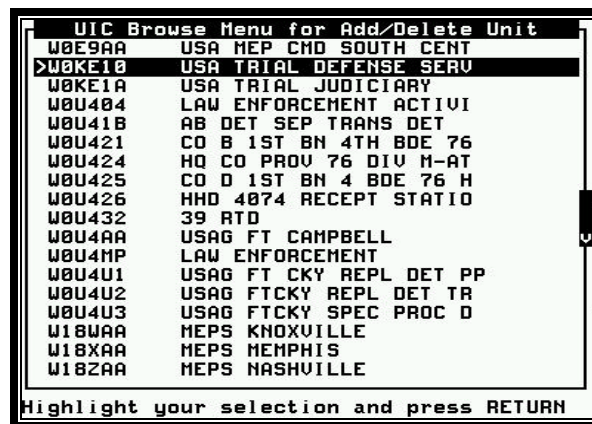 UIC Browse Menu for Add/Delete Unit
W0E9AA USA MEP CMD SOUTH CENT
>W0KE10 USA TRIAL DEFENSE SERV
W0KE1A USA TRIAL JUDICIARY
W0U404 LAW ENFORCEMENT ACTIVI
W0U41B AB DET SEP TRANS DET
W0U421 CO B 1ST BN 4TH BDE 76
W0U424 HQ CO PROV 76 DIV M-AT
W0U425 CO D 1ST BN 4 BDE 76 H
W0U426 HHD 4074 RECEPT STATIO
W0U432 39 RTD
W0U4AA USAG FT CAMPBELL
W0U4MP LAW ENFORCEMENT
W0U4U1 USAG FT CKY REPL DET PP
W0U4U2 USAG FTCKY REPL DET TR
W0U4U3 USAG FTCKY SPEC PROC D
W18WAA MEPS KNOXVILLE
W18XAA MEPS MEMPHIS
W18ZAA MEPS NASHVILLE
Highlight your selection and press RETURN